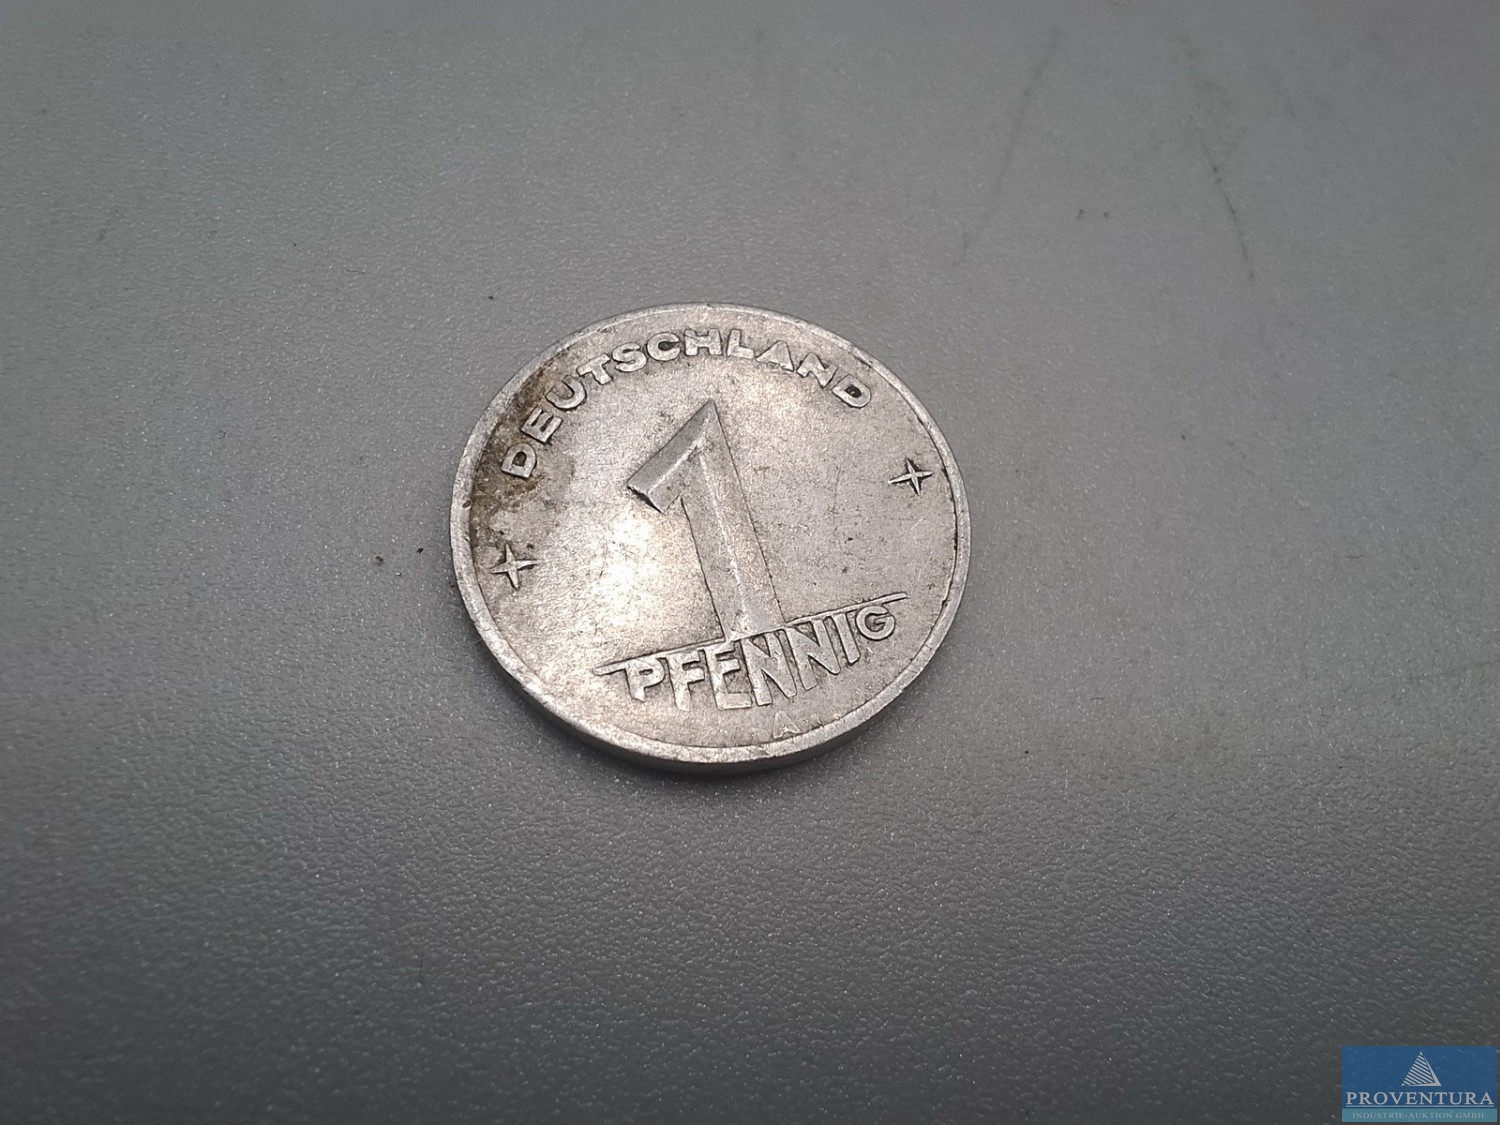 DEUTSCHLAND
1
PFENNIG
A
PROVENTURA
INDUSTRIE-AUKTION GMBH